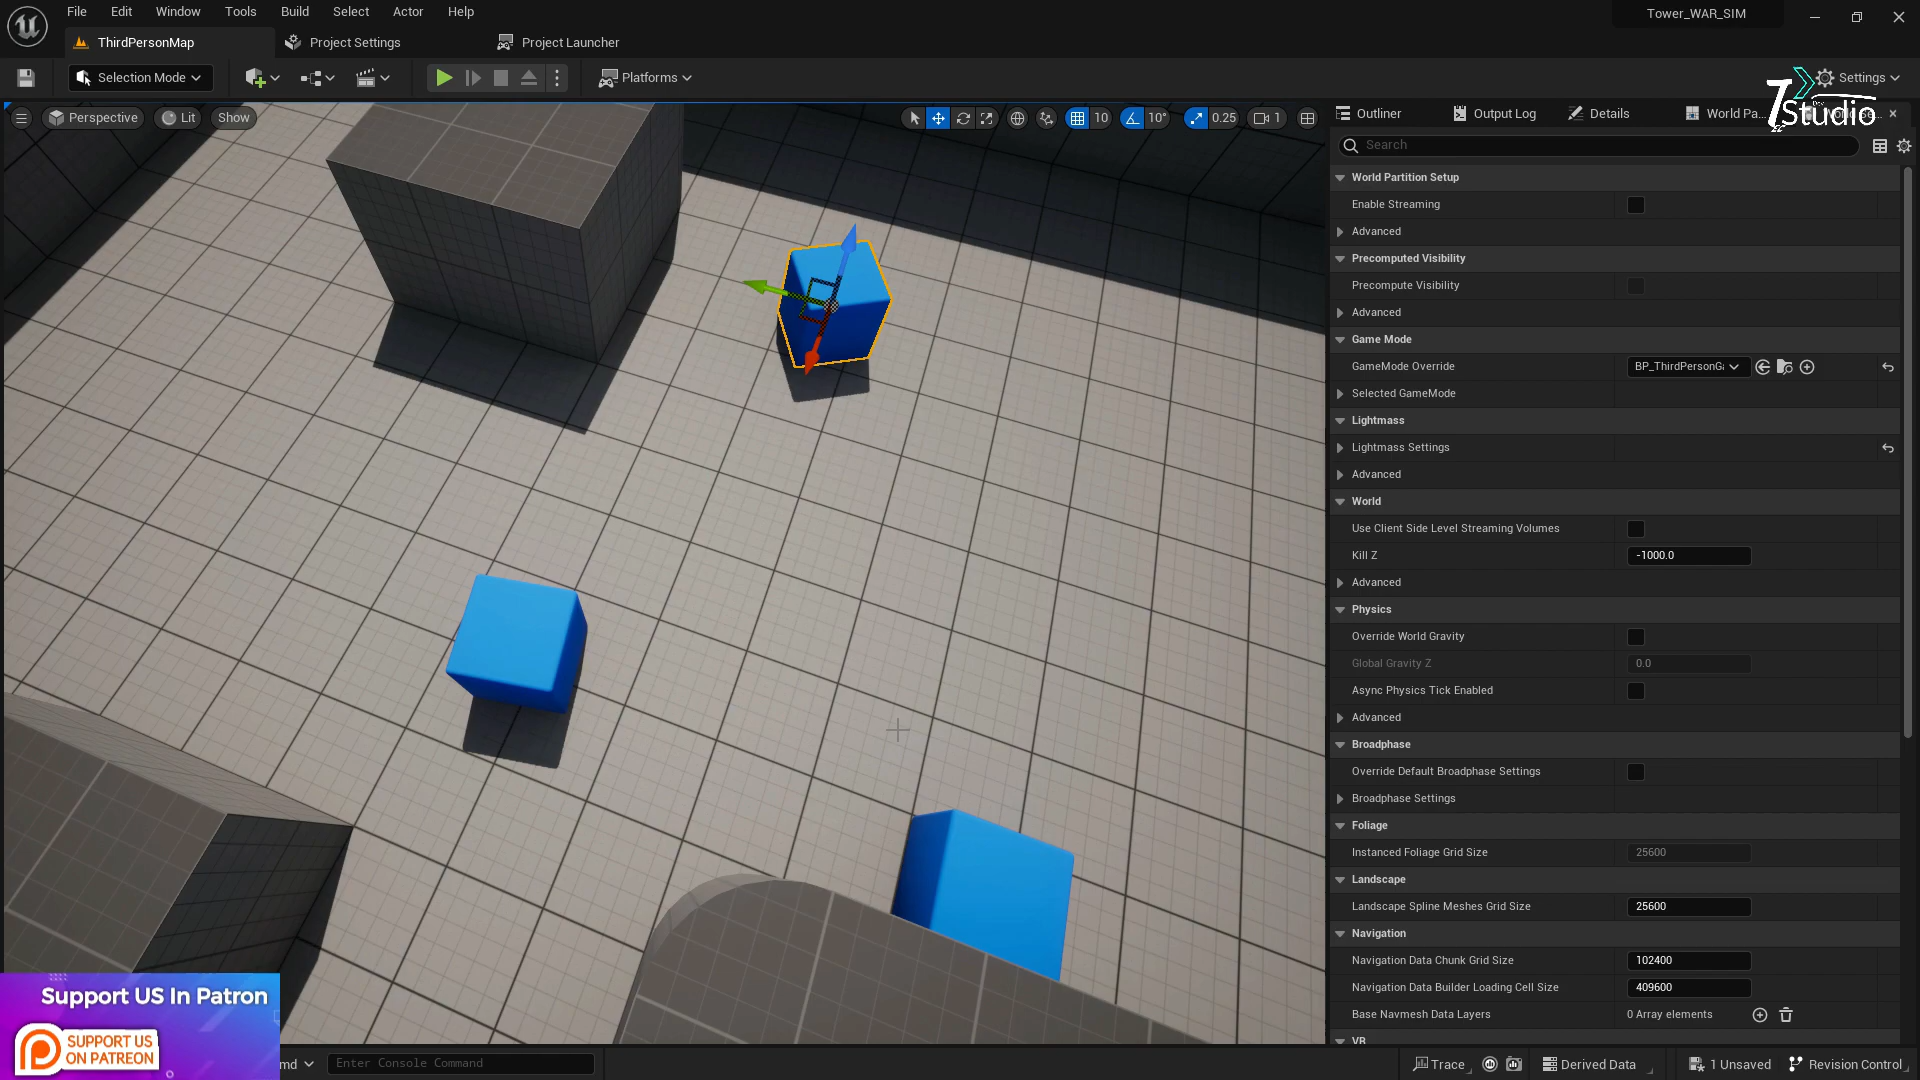 File Edit Window Tools Build Select Actor Help
Tower_WAR_SIM
ThirdPersonMap Project Settings Project Launcher
Selection Mode Platforms Settings
7Dev Studio
Perspective Lit Show 10 10° 0.25 1
Outliner Output Log Details World Pa...
Search
World Partition Setup
Enable Streaming
Advanced
Precomputed Visibility
Precompute Visibility
Advanced
Game Mode
GameMode Override BP_ThirdPersonGa
Selected GameMode
Lightmass
Lightmass Settings
Advanced
World
Use Client Side Level Streaming Volumes
Kill Z -1000.0
Advanced
Physics
Override World Gravity
Global Gravity Z 0.0
Async Physics Tick Enabled
Advanced
Broadphase
Override Default Broadphase Settings
Broadphase Settings
Foliage
Instanced Foliage Grid Size 25600
Landscape
Landscape Spline Meshes Grid Size 25600
Navigation
Navigation Data Chunk Grid Size 102400
Navigation Data Builder Loading Cell Size 409600
Base Navmesh Data Layers 0 Array elements
VR
Support US In Patron
SUPPORT US
ON PATREON
md Enter Console Command
Trace Derived Data 1 Unsaved Revision Control